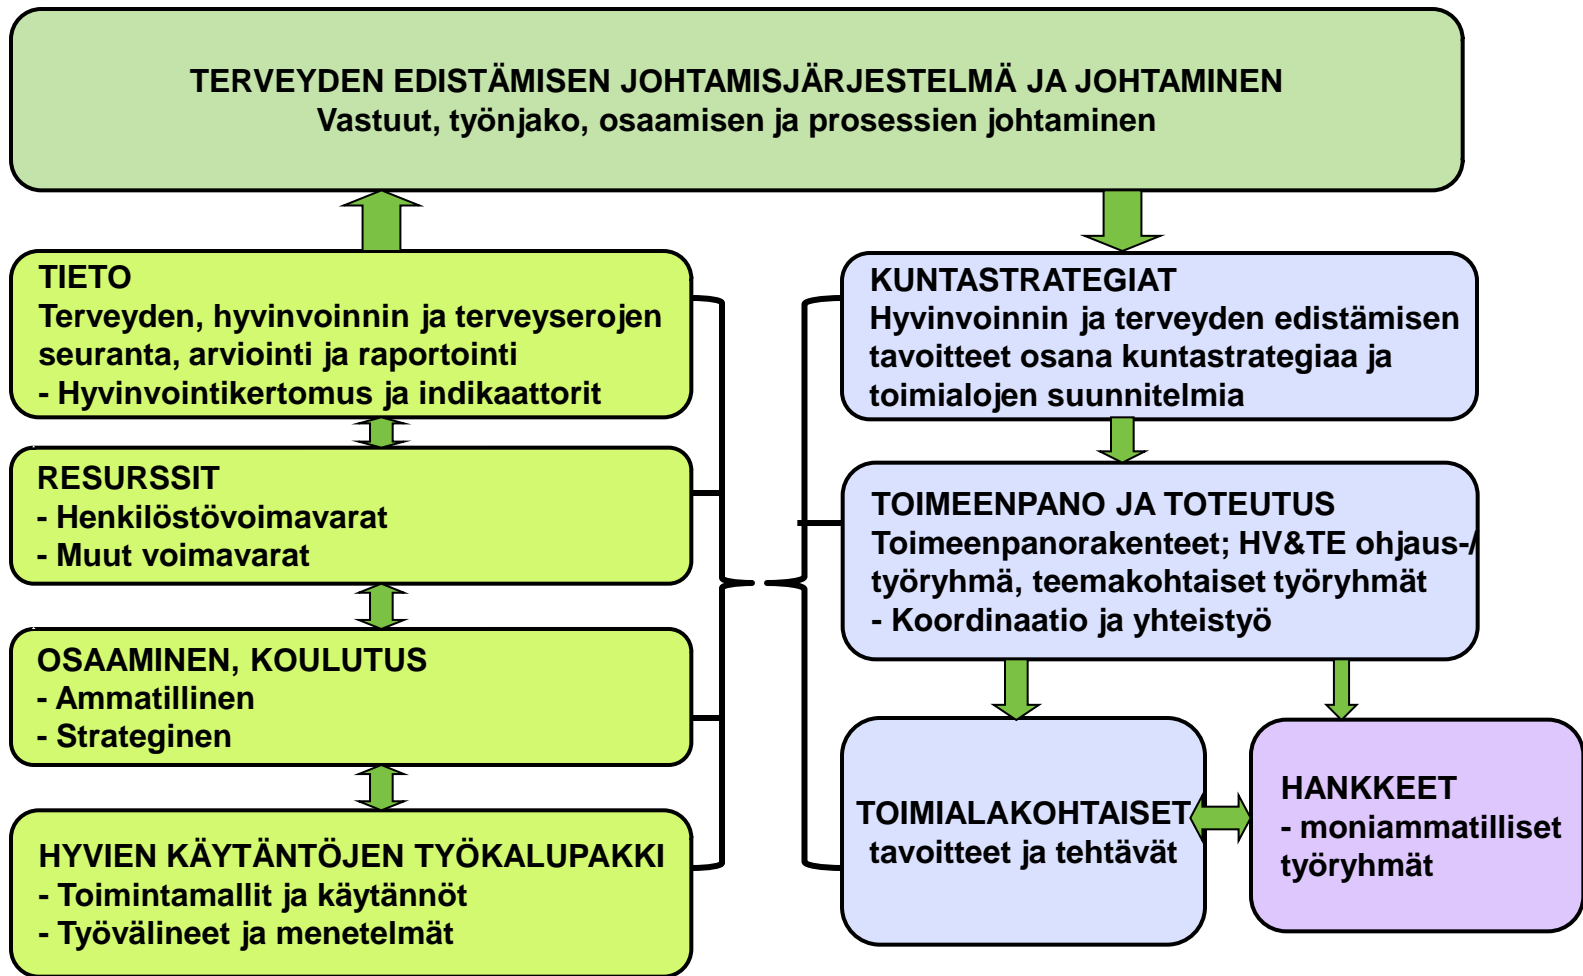 TERVEYDEN EDISTÄMISEN JOHTAMISJÄRJESTELMÄ JA JOHTAMINEN
Vastuut, työnjako, osaamisen ja prosessien johtaminen
TIETO
Terveyden, hyvinvoinnin ja terveyserojen
seuranta, arviointi ja raportointi
- Hyvinvointikertomus ja indikaattorit
RESURSSIT
- Henkilöstövoimavarat
- Muut voimavarat
OSAAMINEN, KOULUTUS
- Ammatillinen
- Strateginen
HYVIEN KÄYTÄNTÖJEN TYÖKALUPAKKI
- Toimintamallit ja käytännöt
- Työvälineet ja menetelmät
KUNTASTRATEGIAT
Hyvinvoinnin ja terveyden edistämisen
tavoitteet osana kuntastrategiaa ja
toimialojen suunnitelmia
TOIMEENPANO JA TOTEUTUS
Toimeenpanorakenteet; HV&TE ohjaus-/
työryhmä, teemakohtaiset työryhmät
- Koordinaatio ja yhteistyö
TOIMIALAKOHTAISET
tavoitteet ja tehtävät
HANKKEET
- moniammatilliset
työryhmät